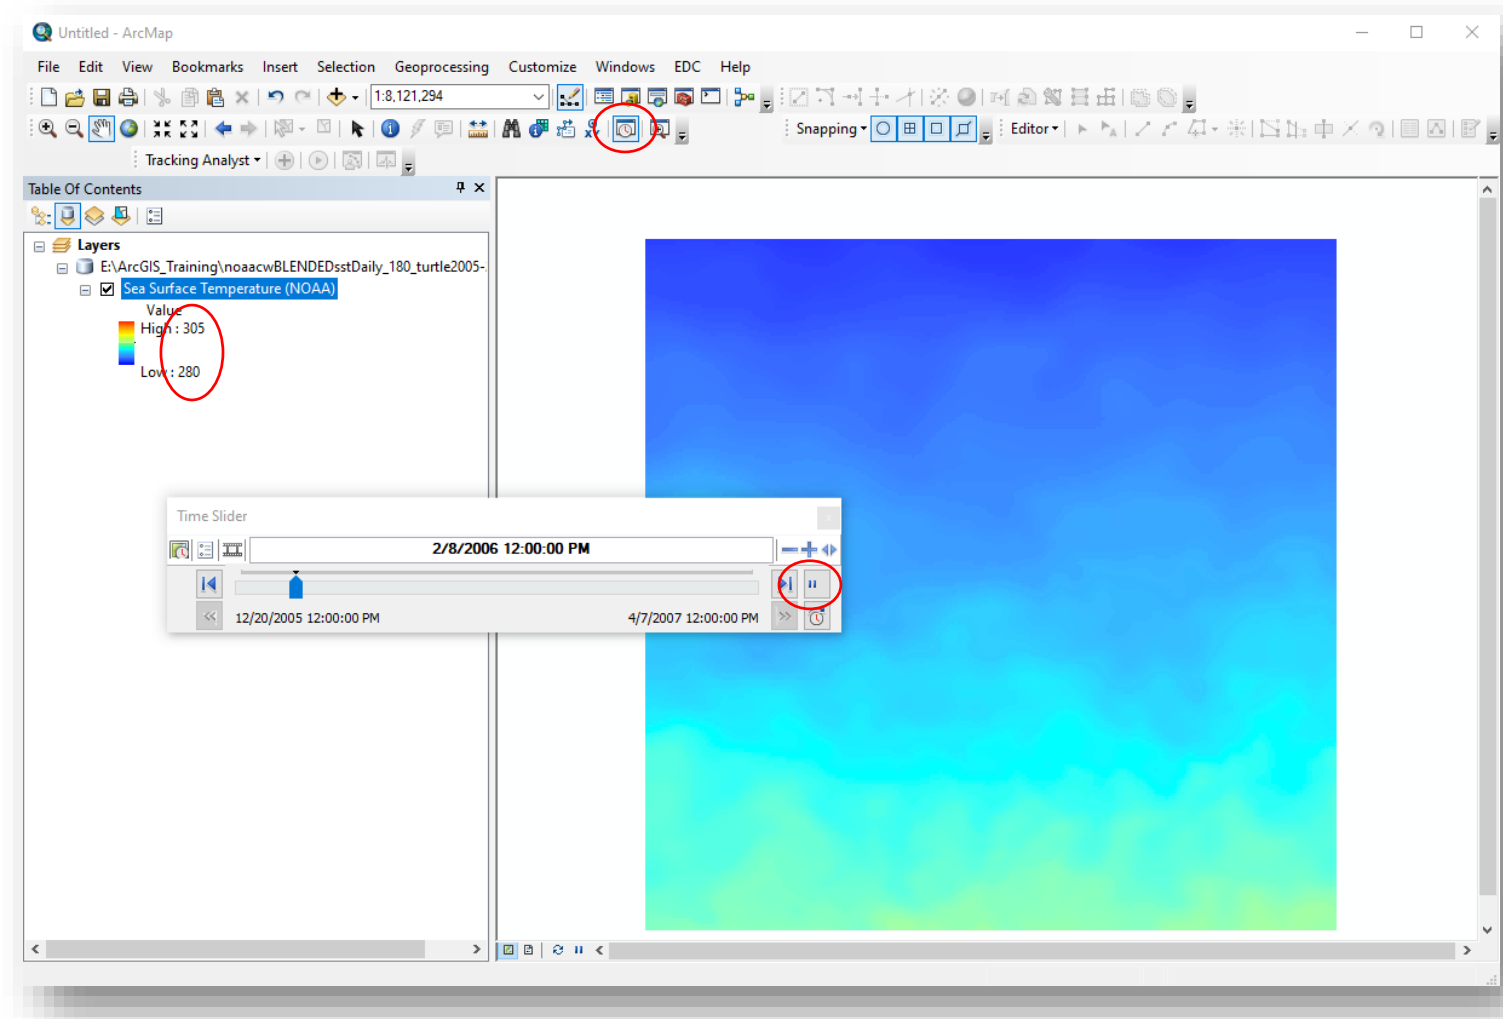 Untitled - ArcMap
File Edit View Bookmarks Insert Selection Geoprocessing Customize Windows EDC Help
1:8,121,294
Snapping Editor
Tracking Analyst
Table Of Contents
Layers
E:\ArcGIS_Training\noaacwBLENDEDsstDaily_180_turtle2005-
Sea Surface Temperature (NOAA)
Value
High : 305
Low : 280
Time Slider
2/8/2006 12:00:00 PM
12/20/2005 12:00:00 PM 4/7/2007 12:00:00 PM